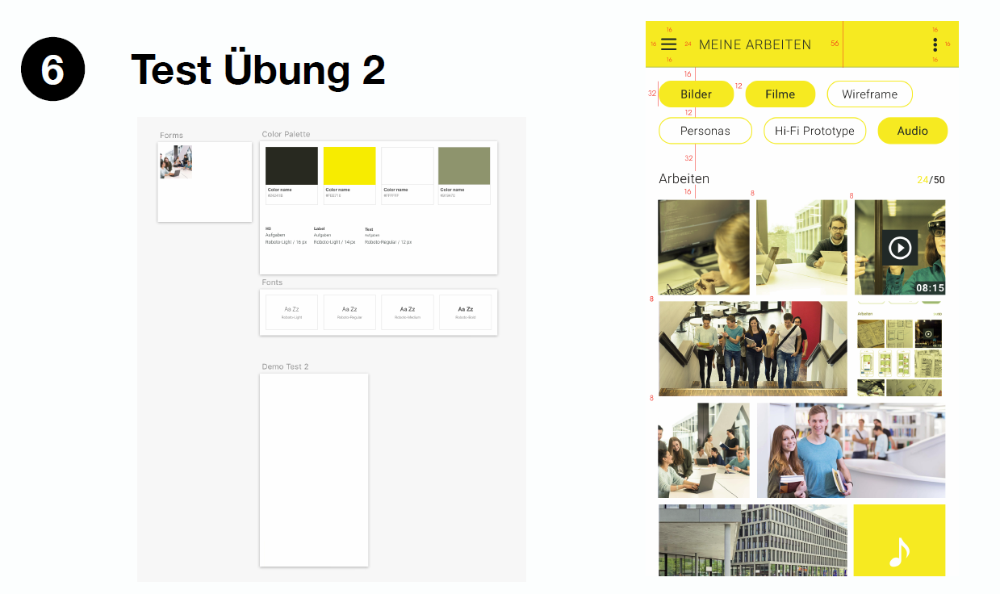 6
Test Übung 2
Forms
Color Palette
Color name
Color name
Color name
Color name
#FFFFFF
H3
Label
Text
Aufgaben
Aufgaben
Aufgaben
Roboto-Light / 16 px
Roboto-Light / 14 px
Roboto-Regular / 12 px
Fonts
Aa Zz
Aa Zz
Aa Zz
Aa Zz
Roboto-Light
Roboto-Regular
Roboto-Medium
Roboto-Bold
Demo Test 2
16
16
16 24 MEINE ARBEITEN 56 16
16
16
16
32 Bilder 12 Filme Wireframe
12
Personas Hi-Fi Prototype Audio
32
Arbeiten 24/50
16 8 8
08:15
8
Arbeiten
8